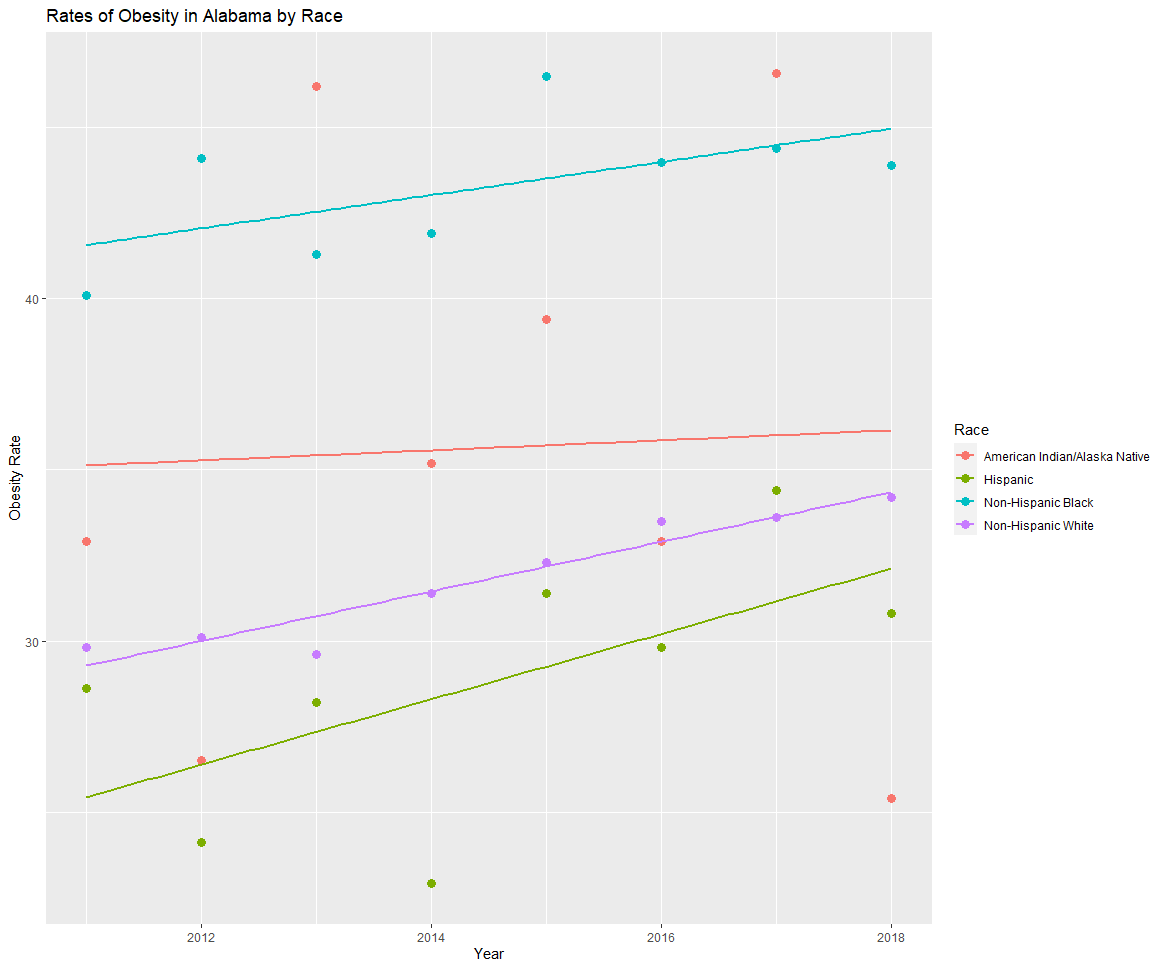 Rates of Obesity in Alabama by Race
Obesity Rate
40
30
2012
2014
2016
2018
Year
Race
American Indian/Alaska Native
Hispanic
Non-Hispanic Black
Non-Hispanic White